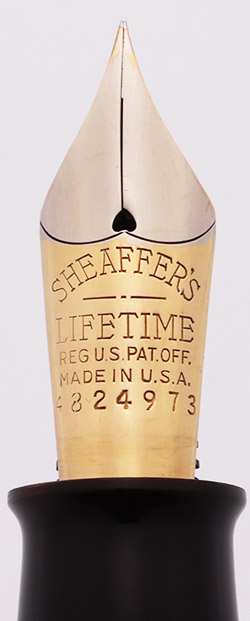 SHEAFFER'S
LIFETIME
REG U.S. PAT. OFF.
MADE IN U.S.A.
4824973